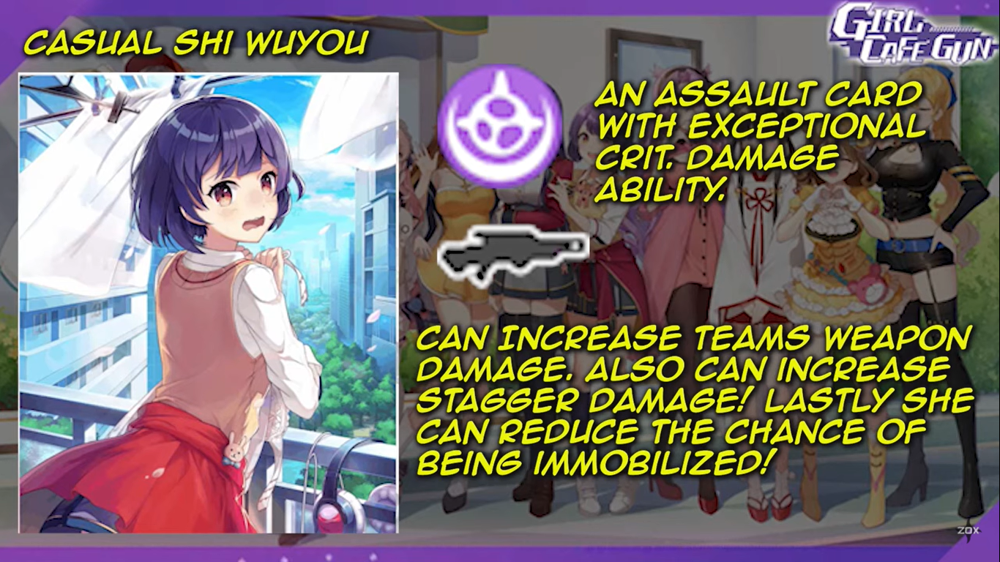 CASUAL SHI WUYOU
GIRL
CAFE GUN
AN ASSAULT CARD
WITH EXCEPTIONAL
CRIT. DAMAGE
ABILITY.
CAN INCREASE TEAMS WEAPON
DAMAGE. ALSO CAN INCREASE
STAGGER DAMAGE! LASTLY SHE
CAN REDUCE THE CHANCE OF
BEING IMMOBILIZED!
ZOX